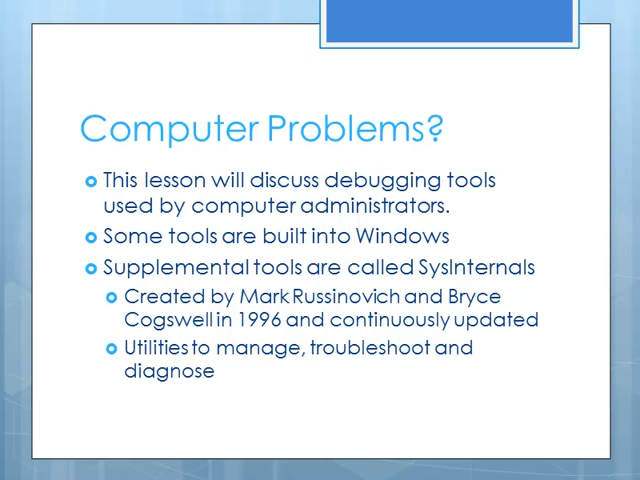 Computer Problems?
This lesson will discuss debugging tools
used by computer administrators.
Some tools are built into Windows
Supplemental tools are called SysInternals
Created by Mark Russinovich and Bryce
Cogswell in 1996 and continuously updated
Utilities to manage, troubleshoot and
diagnose